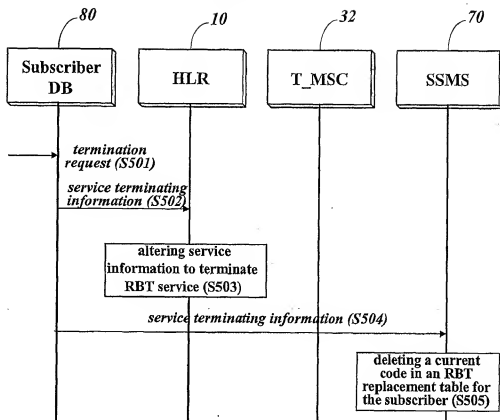 80
10
32
70
Subscriber
DB
HLR
T_MSC
SSMS
termination
request (S501)
service terminating
information (S502)
altering service
information to terminate
RBT service (S503)
service terminating information (S504)
deleting a current
code in an RBT
replacement table for
the subscriber (S505)